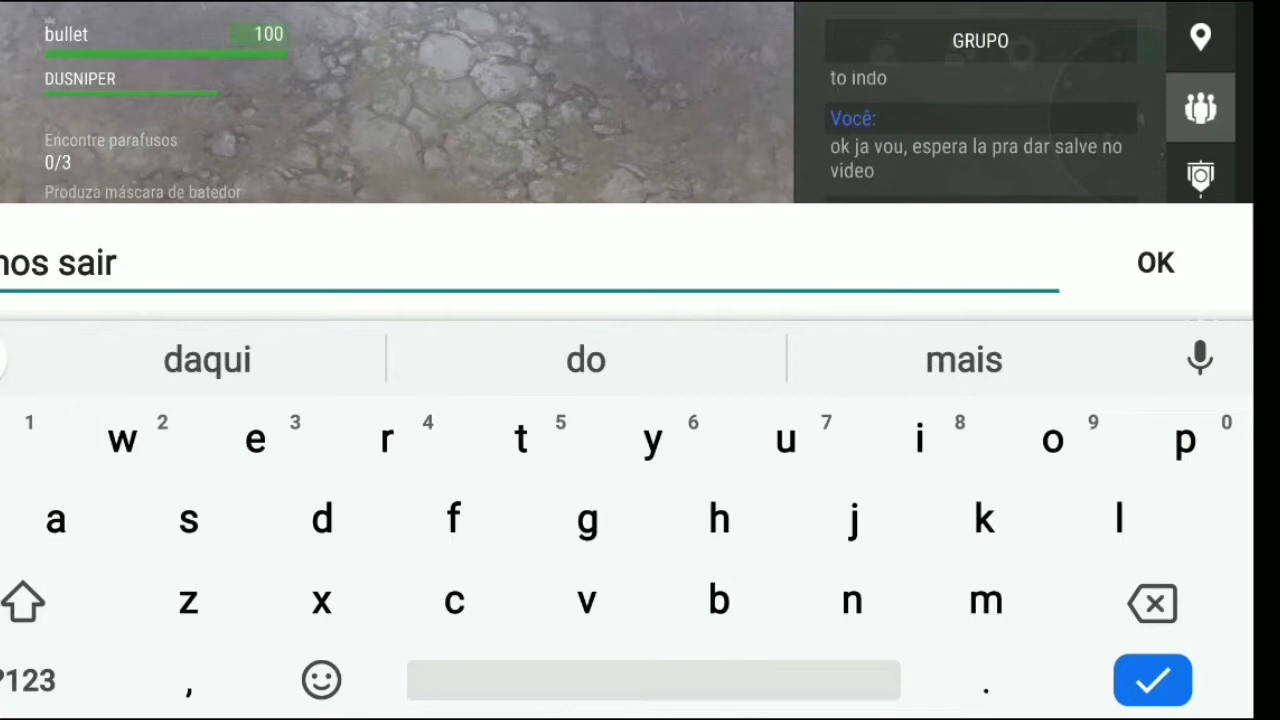 bullet 100
DUSNIPER
Encontre parafusos
0/3
Produza máscara de batedor
GRUPO
to indo
Você:
ok ja vou, espera la pra dar salve no
video
nos sair
OK
daqui do mais
1 2 3 4 5 6 7 8 9 0
w e r t y u i o p
a s d f g h j k l
z x c v b n m
?123 , .